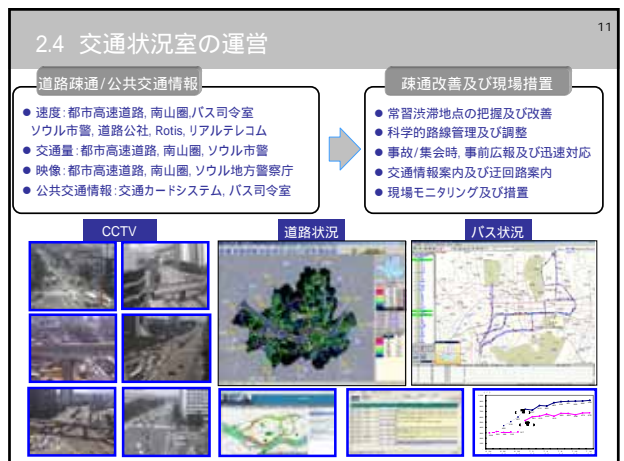 11
2.4 交通状況室の運営
道路疎通/公共交通情報
● 速度:都市高速道路, 南山圏,バス司令室
ソウル市警, 道路公社, Rotis, リアルテレコム
● 交通量:都市高速道路, 南山圏, ソウル市警
● 映像:都市高速道路, 南山圏, ソウル地方警察庁
● 公共交通情報:交通カードシステム, バス司令室
疎通改善及び現場措置
● 常習渋滞地点の把握及び改善
● 科学的路線管理及び調整
● 事故/集会時, 事前広報及び迅速対応
● 交通情報案内及び迂回路案内
● 現場モニタリング及び措置
CCTV
道路状況
バス状況